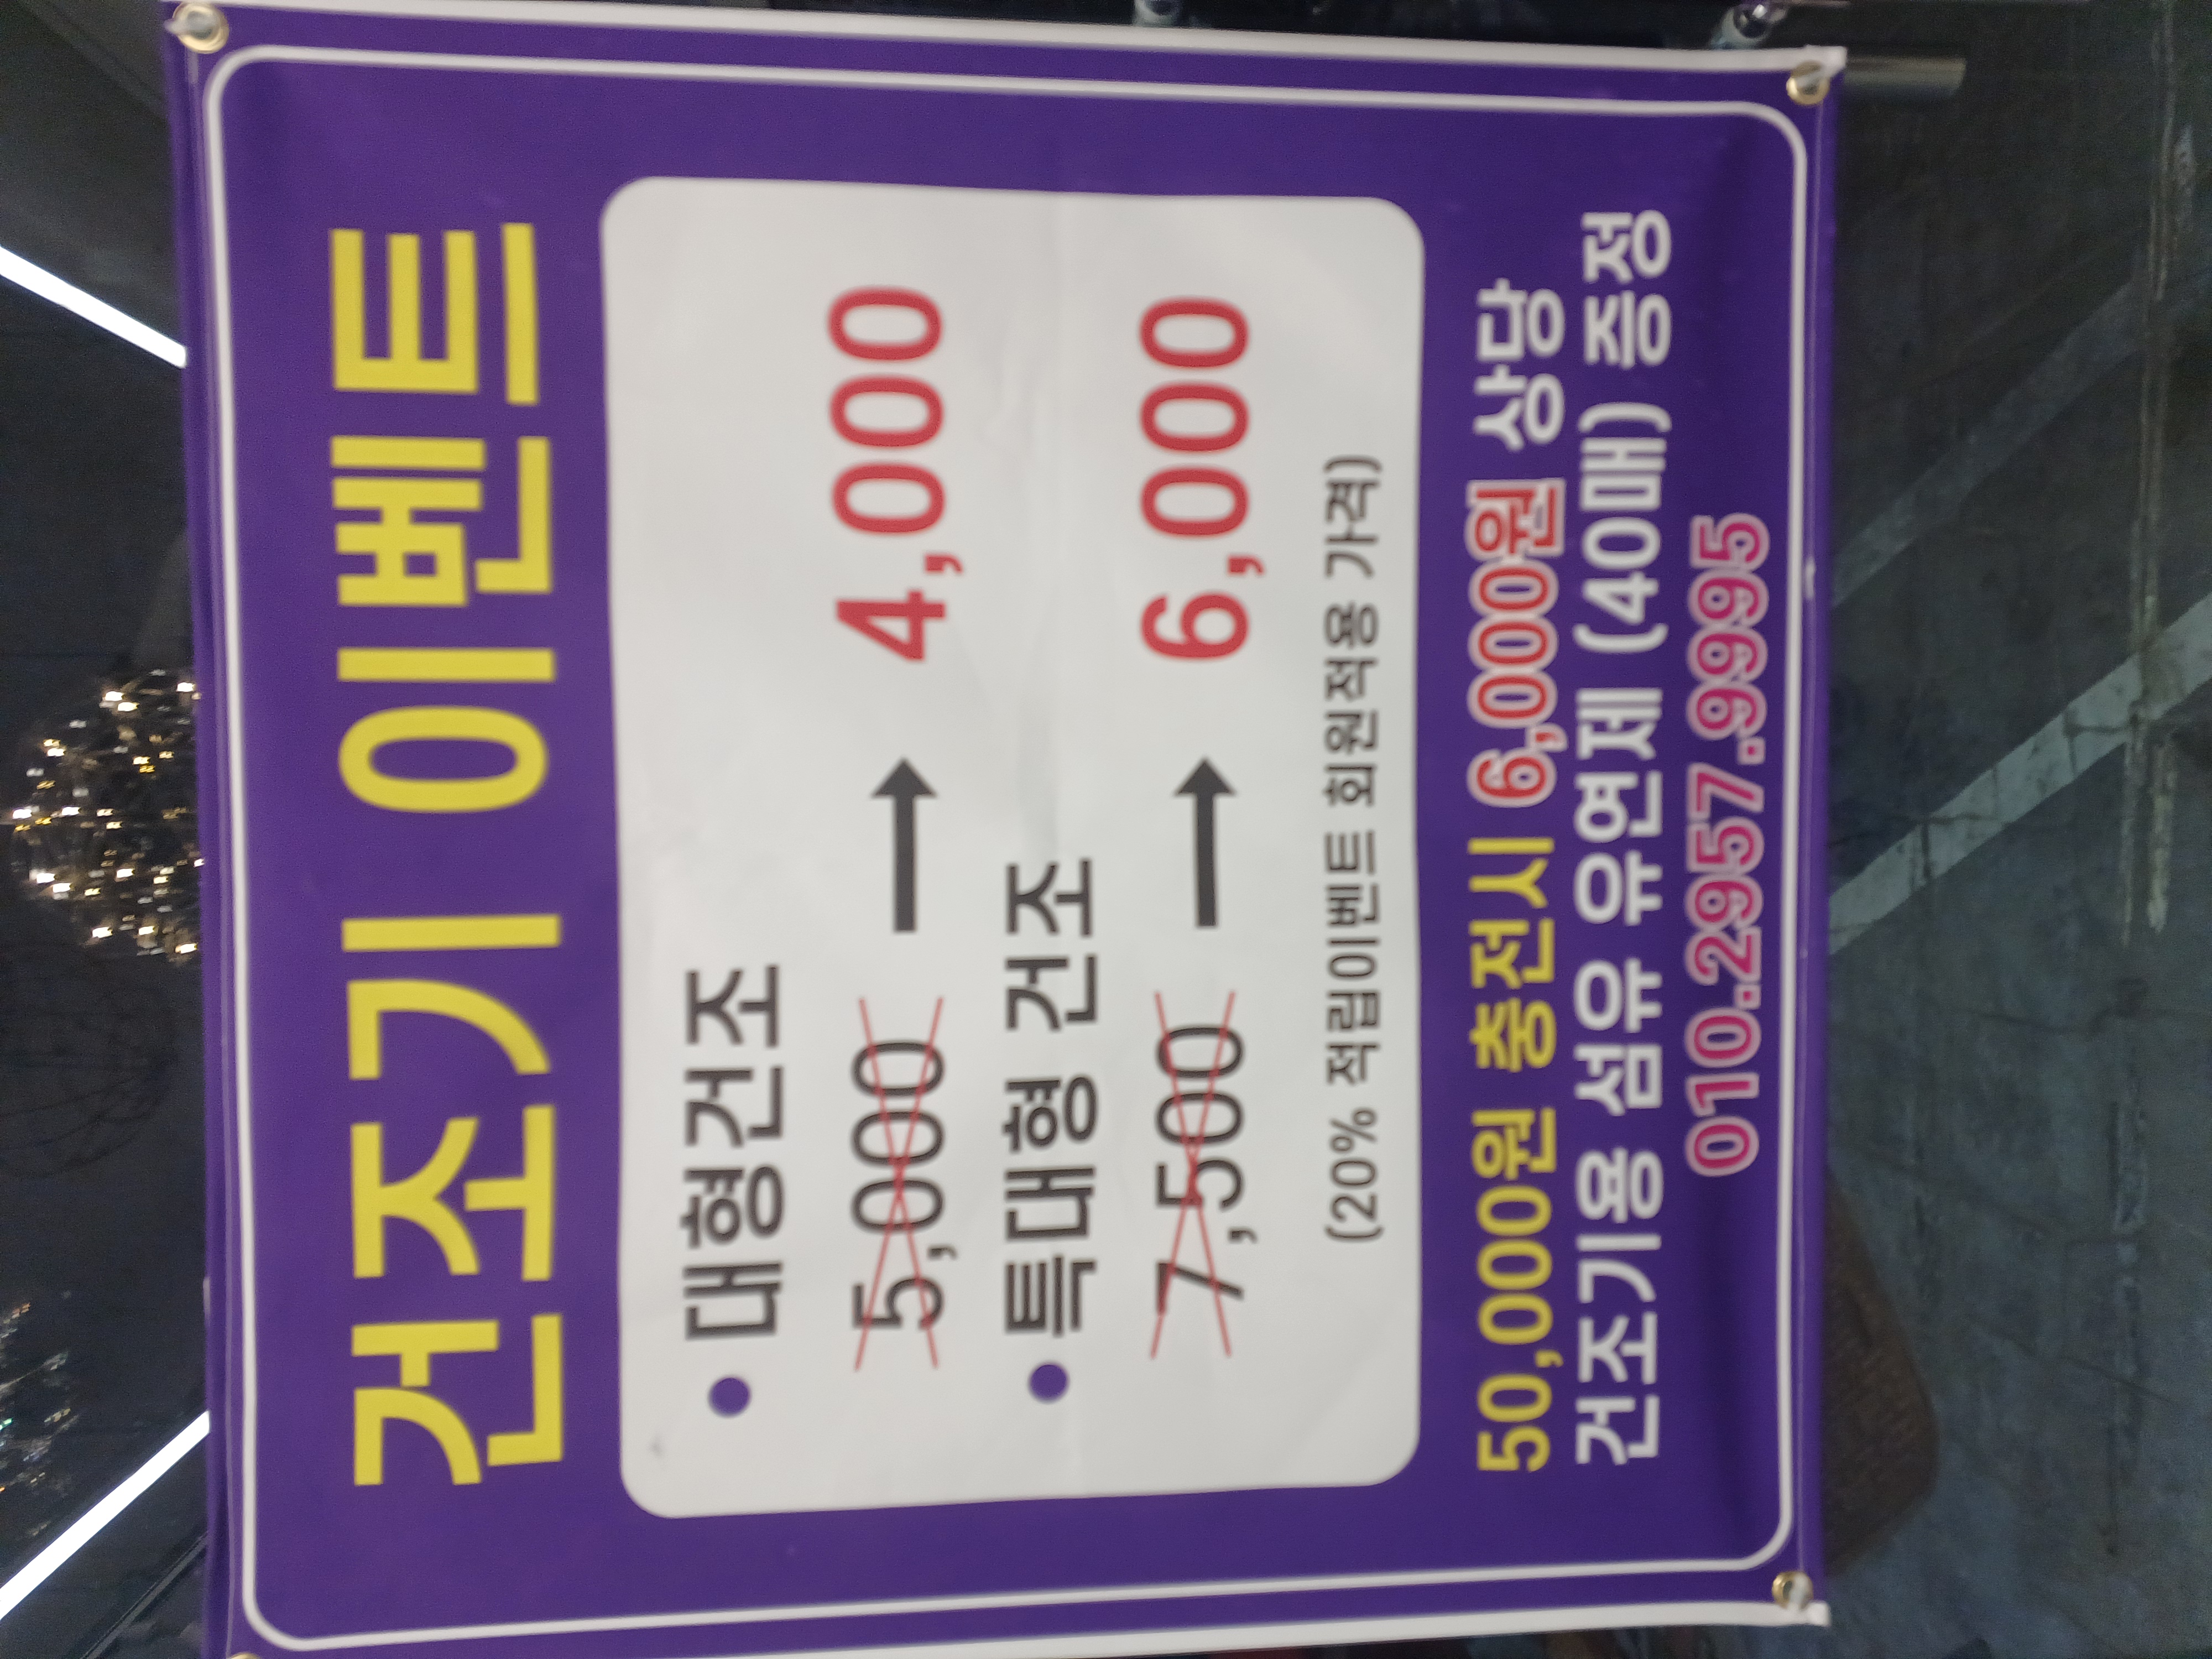 건조기 이벤트
• 대형건조
5,000 → 4,000
• 특대형 건조
7,500 → 6,000
(20% 적립이벤트 회원적용 가격)
50,000원 충전시 6,000원 상당
건조기용 섬유 유연제 (40매) 증정
010.2957.9995